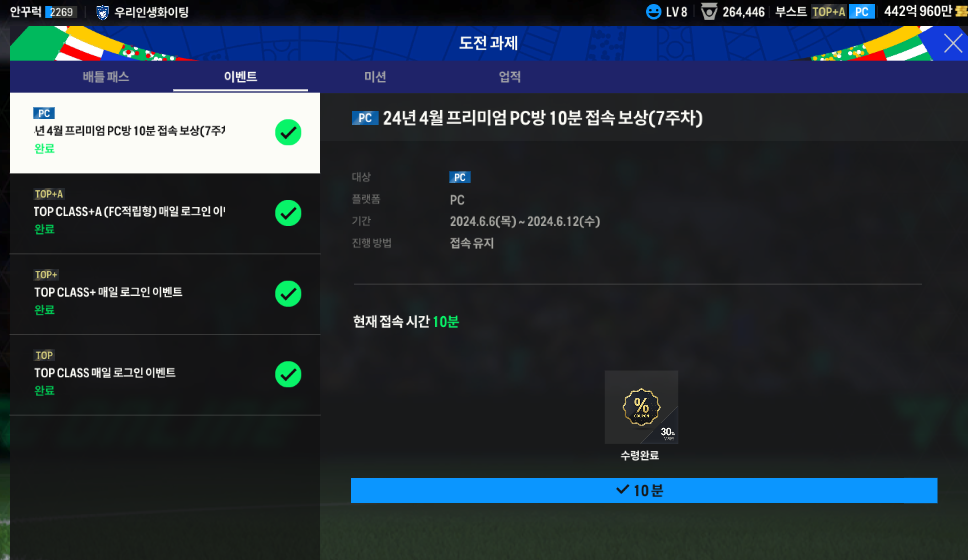 안꾸럭 2269 우리인생화이팅 LV 8 264,446 부스트 TOP+A PC 442억 960만
도전 과제
배틀 패스 이벤트 미션 업적
PC
년 4월 프리미엄 PC방 10분 접속 보상(7주차
완료
TOP+A
TOP CLASS+A (FC적립형) 매일 로그인 이벤
완료
TOP+
TOP CLASS+ 매일 로그인 이벤트
완료
TOP
TOP CLASS 매일 로그인 이벤트
완료
PC 24년 4월 프리미엄 PC방 10분 접속 보상(7주차)
대상 PC
플랫폼 PC
기간 2024.6.6(목) ~ 2024.6.12(수)
진행 방법 접속 유지
현재 접속 시간 10분
%
COUPON
30%
수령완료
10 분